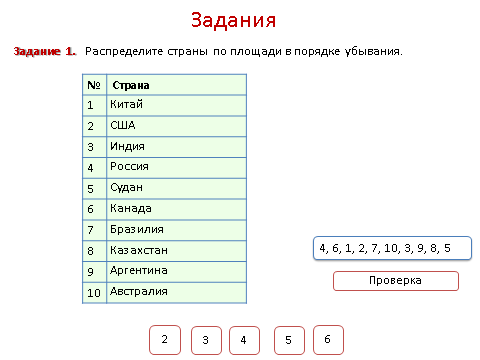 Задания
Задание 1. Распределите страны по площади в порядке убывания.
№ Страна
1 Китай
2 США
3 Индия
4 Россия
5 Судан
6 Канада
7 Бразилия
8 Казахстан
9 Аргентина
10 Австралия
4, 6, 1, 2, 7, 10, 3, 9, 8, 5
Проверка
2 3 4 5 6